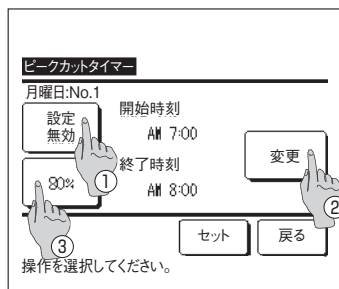 ピークカットタイマー
月曜日:No.1
設定
無効
開始時刻
AM 7:00
変更
①
終了時刻
80%
AM 8:00
②
③
セット
戻る
操作を選択してください。